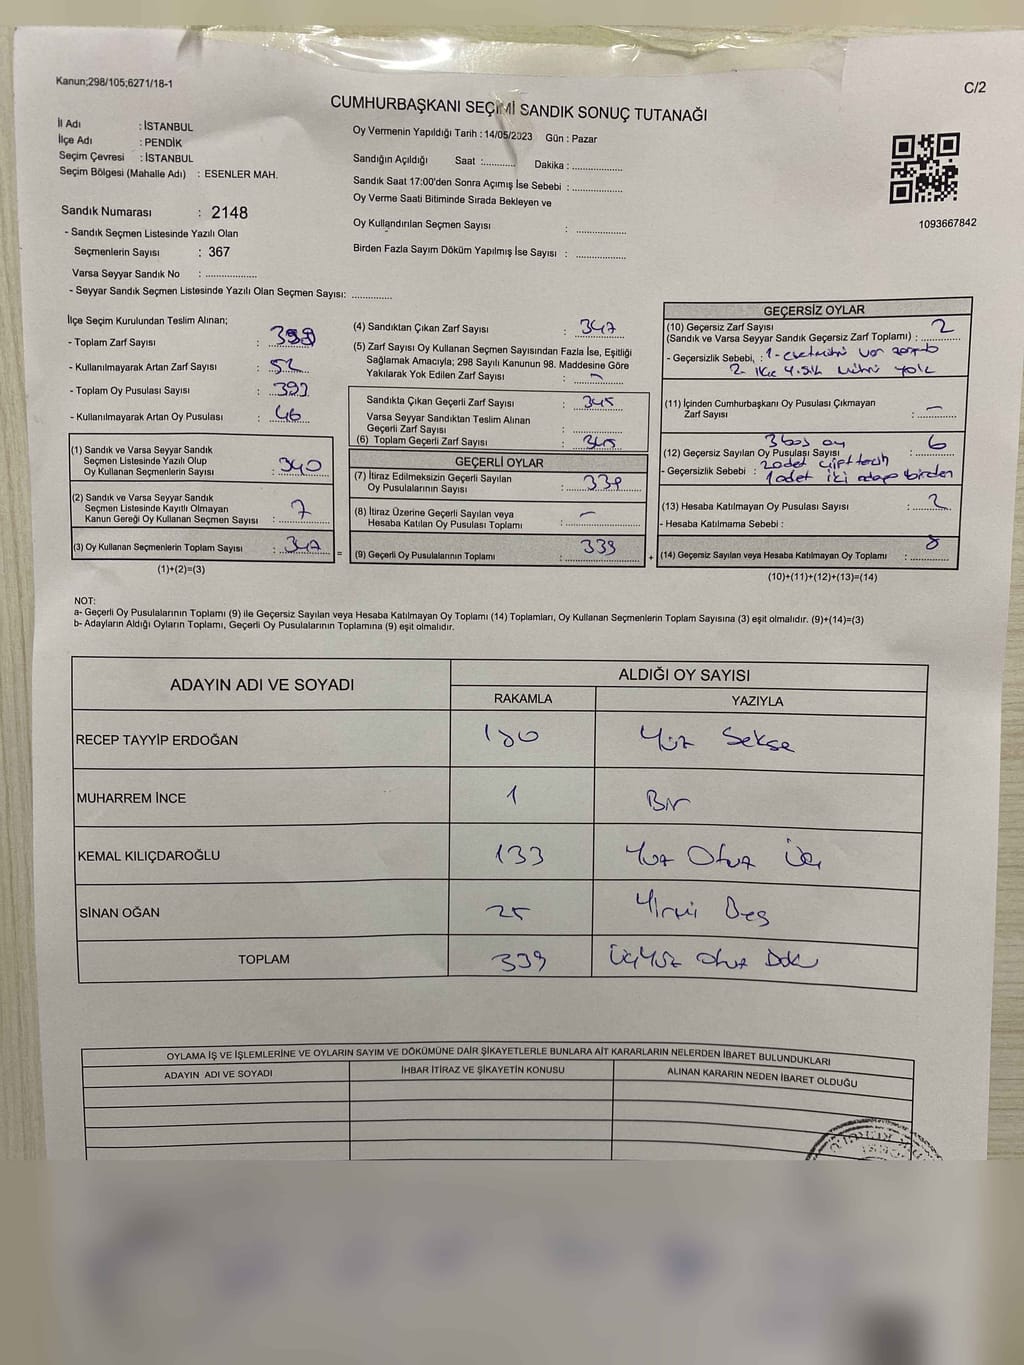 Kanun;298/105;6271/18-1
C/2
CUMHURBAŞKANI SEÇİMİ SANDIK SONUÇ TUTANAĞI
İl Adı : İSTANBUL
İlçe Adı : PENDİK
Seçim Çevresi : İSTANBUL
Seçim Bölgesi (Mahalle Adı) : ESENLER MAH.
Sandık Numarası : 2148
- Sandık Seçmen Listesinde Yazılı Olan
Seçmenlerin Sayısı : 367
Varsa Seyyar Sandık No : ..................
- Seyyar Sandık Seçmen Listesinde Yazılı Olan Seçmen Sayısı: ..............
Oy Vermenin Yapıldığı Tarih : 14/05/2023 Gün : Pazar
Sandığın Açıldığı Saat :........... Dakika : .................
Sandık Saat 17:00'den Sonra Açımış İse Sebebi : .................
Oy Verme Saati Bitiminde Sırada Bekleyen ve
Oy Kullandırılan Seçmen Sayısı : .................
Birden Fazla Sayım Döküm Yapılmış İse Sayısı : .................
1093667842
İlçe Seçim Kurulundan Teslim Alınan;
- Toplam Zarf Sayısı :
- Kullanılmayarak Artan Zarf Sayısı : 52
- Toplam Oy Pusulası Sayısı : 393
- Kullanılmayarak Artan Oy Pusulası : 46
(1) Sandık ve Varsa Seyyar Sandık
Seçmen Listesinde Yazılı Olup
Oy Kullanan Seçmenlerin Sayısı : 340
(2) Sandık ve Varsa Seyyar Sandık
Seçmen Listesinde Kayıtlı Olmayan
Kanun Gereği Oy Kullanan Seçmen Sayısı : 7
(3) Oy Kullanan Seçmenlerin Toplam Sayısı : 347 =
(1)+(2)=(3)
(4) Sandıktan Çıkan Zarf Sayısı : 347
(5) Zarf Sayısı Oy Kullanan Seçmen Sayısından Fazla İse, Eşitliği
Sağlamak Amacıyla; 298 Sayılı Kanunun 98. Maddesine Göre
Yakılarak Yok Edilen Zarf Sayısı : -
Sandıkta Çıkan Geçerli Zarf Sayısı : 345
Varsa Seyyar Sandıktan Teslim Alınan
Geçerli Zarf Sayısı :
(6) Toplam Geçerli Zarf Sayısı : 345
GEÇERLİ OYLAR
(7) İtiraz Edilmeksizin Geçerli Sayılan
Oy Pusulalarının Sayısı : 339
(8) İtiraz Üzerine Geçerli Sayılan veya
Hesaba Katılan Oy Pusulası Toplamı : -
(9) Geçerli Oy Pusulalarının Toplamı : 339 +
GEÇERSİZ OYLAR
(10) Geçersiz Zarf Sayısı
(Sandık ve Varsa Seyyar Sandık Geçersiz Zarf Toplamı) : 2
- Geçersizlik Sebebi, :
(11) İçinden Cumhurbaşkanı Oy Pusulası Çıkmayan
Zarf Sayısı : -
3 boş oy
(12) Geçersiz Sayılan Oy Pusulası Sayısı : 6
- Geçersizlik Sebebi : 2 adet çift tercih
1 adet iki adaya birden
(13) Hesaba Katılmayan Oy Pusulası Sayısı : 2
- Hesaba Katılmama Sebebi :
(14) Geçersiz Sayılan veya Hesaba Katılmayan Oy Toplamı : 8
(10)+(11)+(12)+(13)=(14)
NOT:
a- Geçerli Oy Pusulalarının Toplamı (9) ile Geçersiz Sayılan veya Hesaba Katılmayan Oy Toplamı (14) Toplamları, Oy Kullanan Seçmenlerin Toplam Sayısına (3) eşit olmalıdır. (9)+(14)=(3)
b- Adayların Aldığı Oyların Toplamı, Geçerli Oy Pusulalarının Toplamına (9) eşit olmalıdır.
ADAYIN ADI VE SOYADI ALDIĞI OY SAYISI
RAKAMLA YAZIYLA
RECEP TAYYİP ERDOĞAN 180 Yüz Sekse
MUHARREM İNCE 1 Bir
KEMAL KILIÇDAROĞLU 133 Yüz Otuz Üç
SİNAN OĞAN 25 Yirmi Beş
TOPLAM 339 Üçyüz Otuz Dok
OYLAMA İŞ VE İŞLEMLERİNE VE OYLARIN SAYIM VE DÖKÜMÜNE DAİR ŞİKAYETLERLE BUNLARA AİT KARARLARIN NELERDEN İBARET BULUNDUKLARI
ADAYIN ADI VE SOYADI İHBAR İTİRAZ VE ŞİKAYETİN KONUSU ALINAN KARARIN NEDEN İBARET OLDUĞU